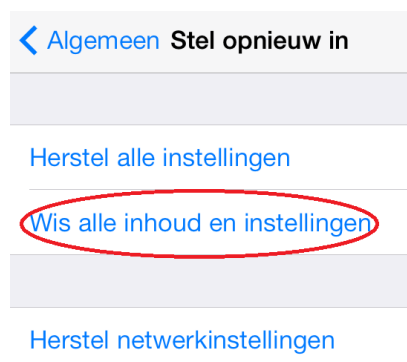 Algemeen Stel opnieuw in
Herstel alle instellingen
Wis alle inhoud en instellingen
Herstel netwerkinstellingen